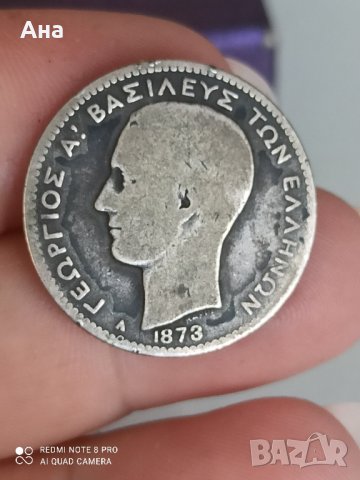 Ана
ΓΕΩΡΓΙΟΣ Α! ΒΑΣΙΛΕΥΣ ΤΩΝ ΕΛΛΗΝΩΝ
A
1873
REDMI NOTE 8 PRO
AI QUAD CAMERA
BAZAR